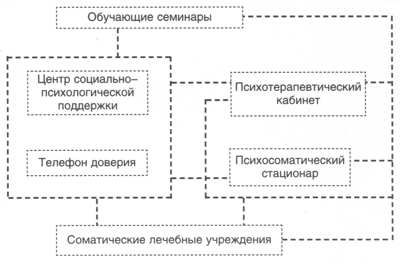 Обучающие семинары
Центр социально–
психологической
поддержки
Телефон доверия
Психотерапевтический
кабинет
Психосоматический
стационар
Соматические лечебные учреждения